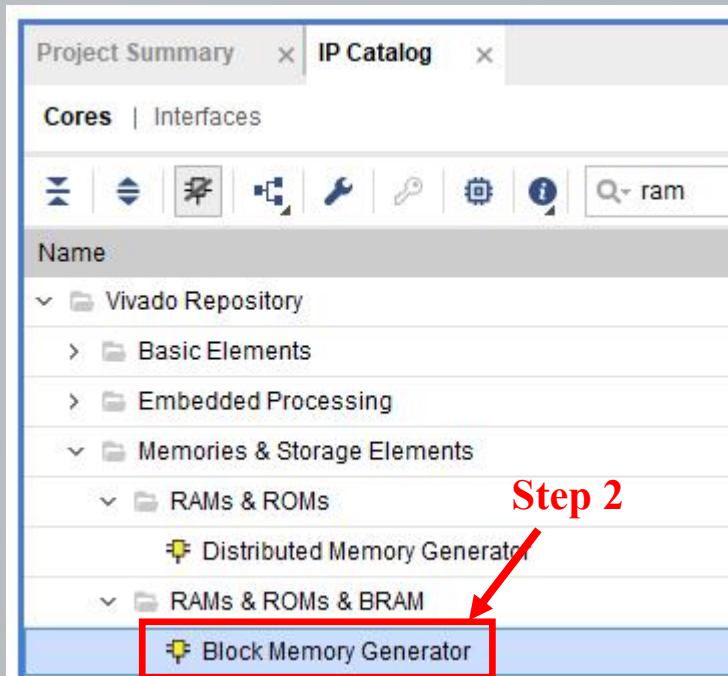 Project Summary × IP Catalog ×
Cores | Interfaces
ram
Name
Vivado Repository
Basic Elements
Embedded Processing
Memories & Storage Elements
RAMs & ROMs
Step 2
Distributed Memory Generator
RAMs & ROMs & BRAM
Block Memory Generator